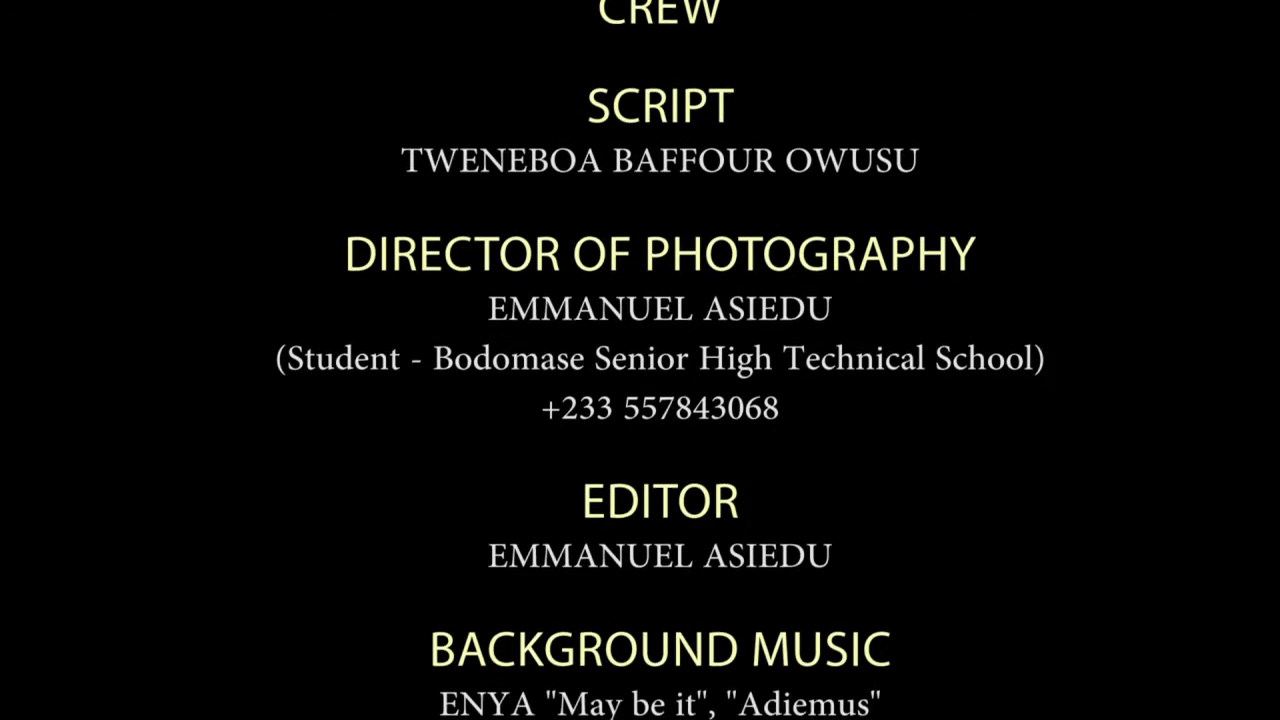 CREW
SCRIPT
TWENEBOA BAFFOUR OWUSU
DIRECTOR OF PHOTOGRAPHY
EMMANUEL ASIEDU
(Student - Bodomase Senior High Technical School)
+233 557843068
EDITOR
EMMANUEL ASIEDU
BACKGROUND MUSIC
ENYA "May be it", "Adiemus"